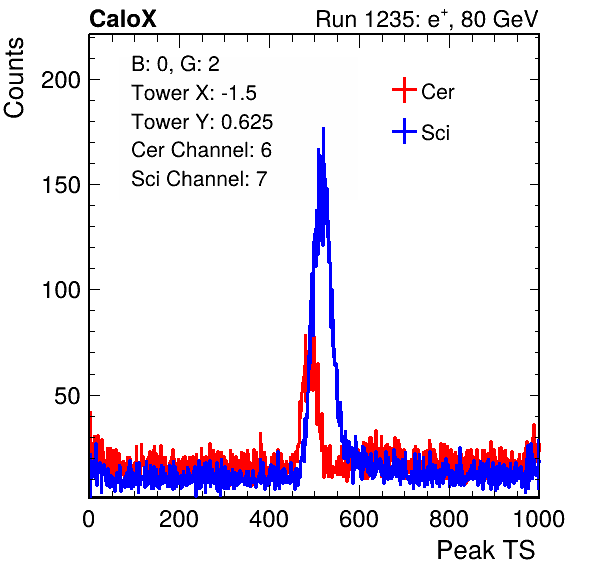 CaloX Run 1235: e⁺, 80 GeV
Counts
B: 0, G: 2
Tower X: -1.5
Tower Y: 0.625
Cer Channel: 6
Sci Channel: 7
Cer
Sci
200
150
100
50
0 200 400 600 800 1000
Peak TS